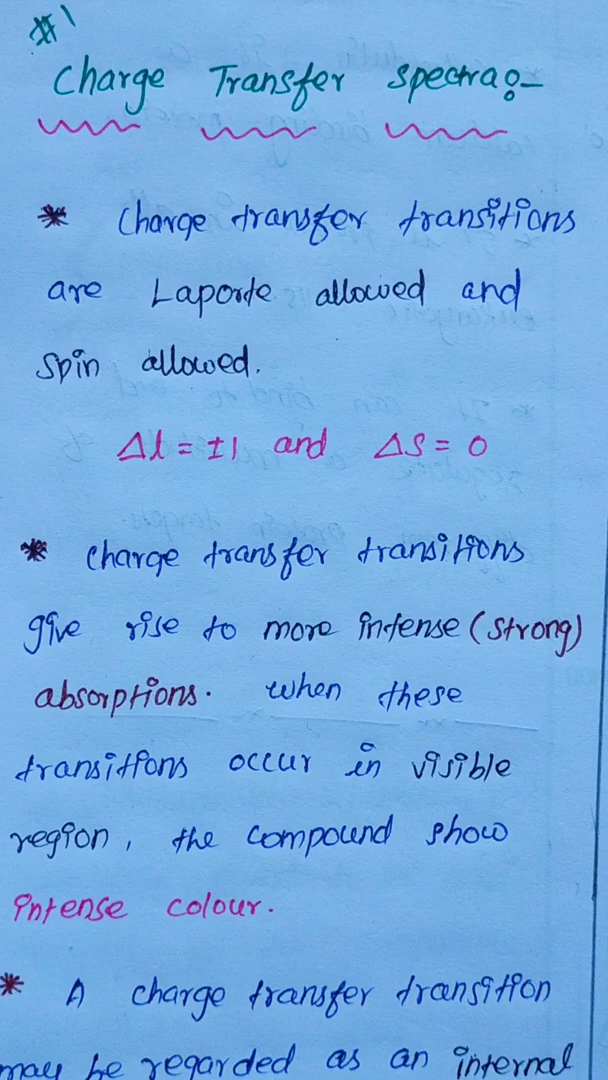 #1
Charge Transfer Spectra:-
* Charge transfer transitions
are Laporte allowed and
spin allowed.
Δl = ±1 and ΔS = 0
* charge transfer transitions
give rise to more intense (strong)
absorptions. when these
transitions occur in visible
region, the compound show
intense colour.
* A charge transfer transition
may be regarded as an internal